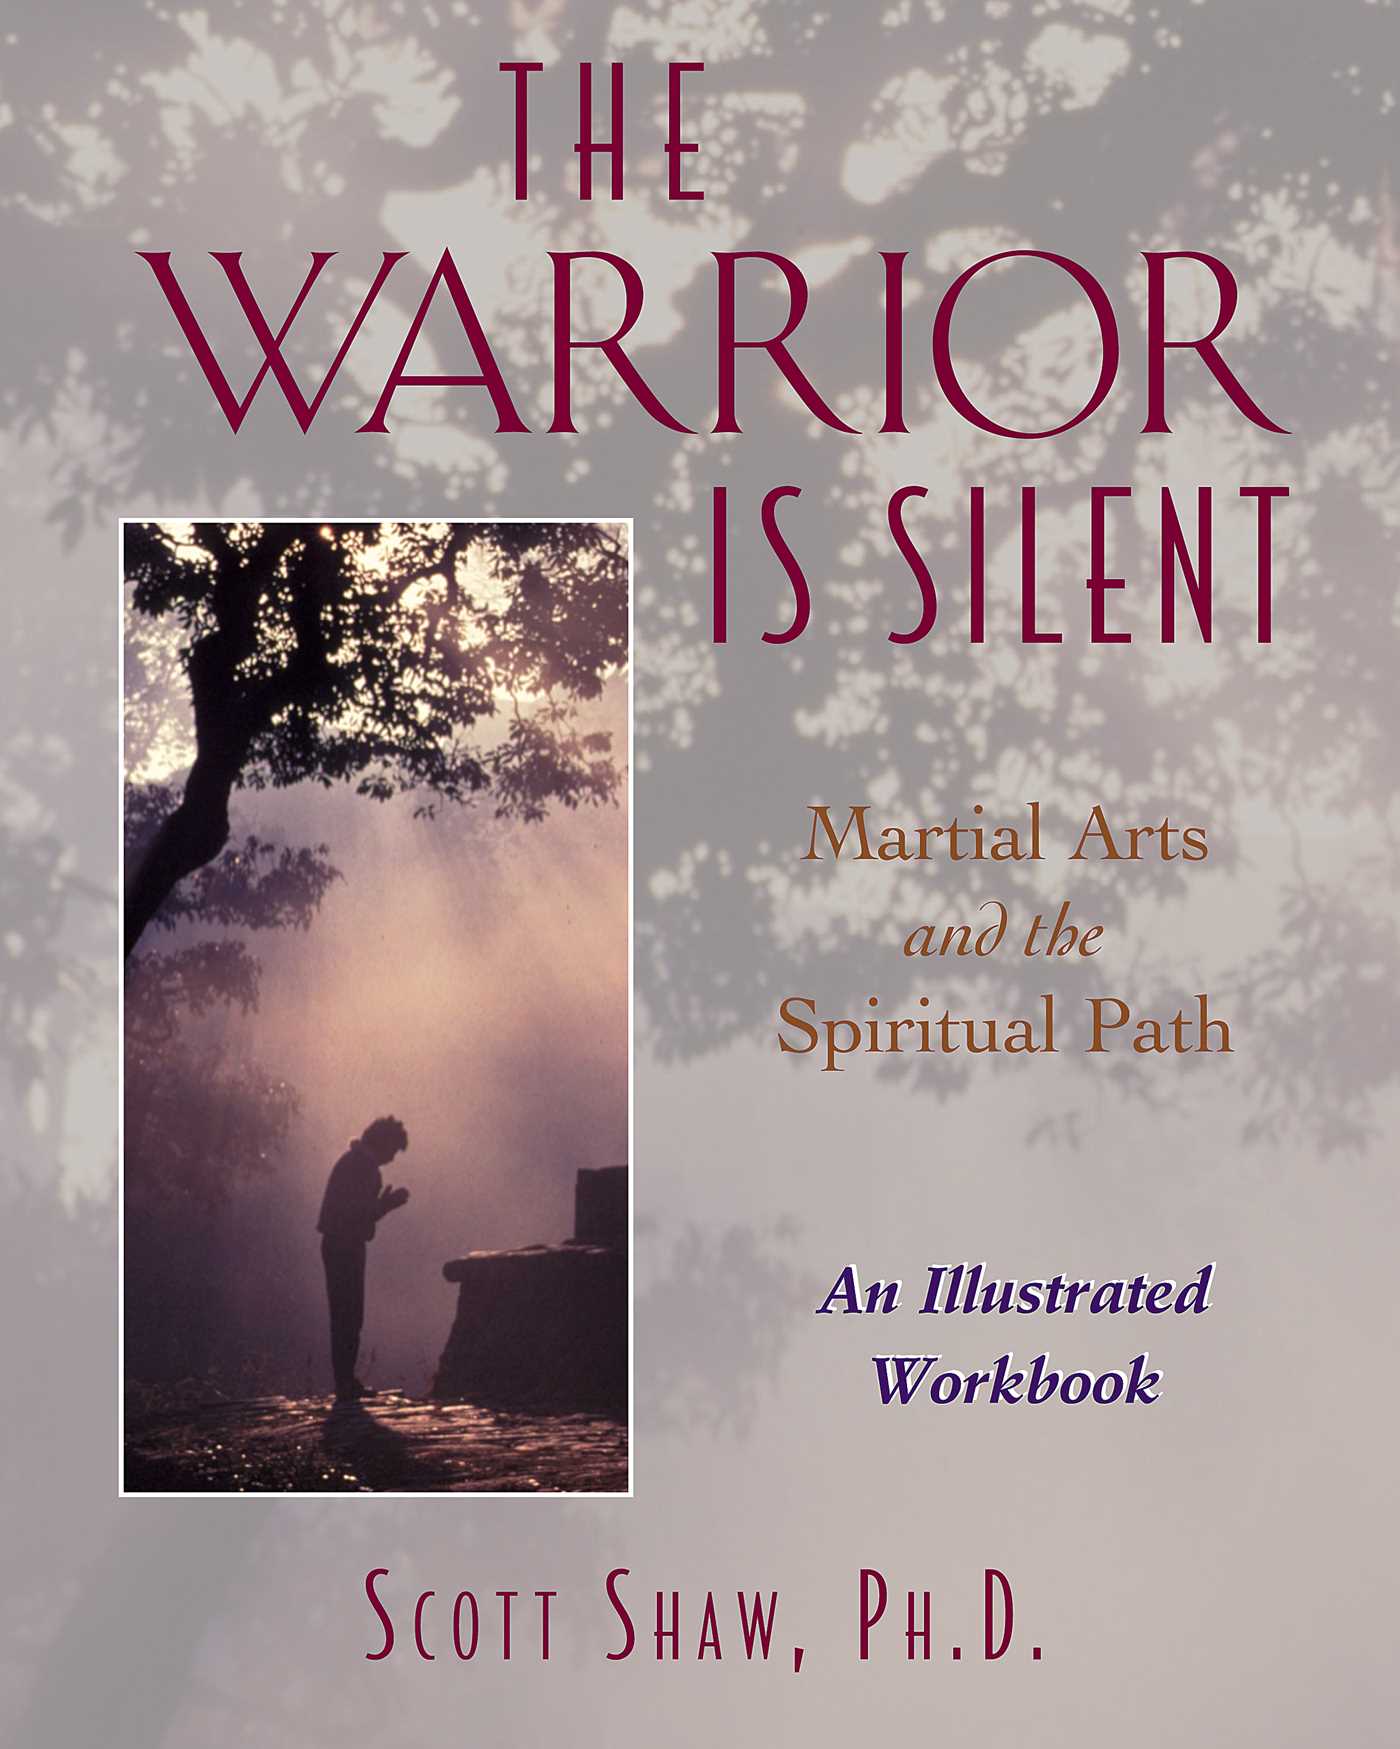 THE
WARRIOR
IS SILENT
Martial Arts
and the
Spiritual Path
An Illustrated
Workbook
SCOTT SHAW, PH.D.